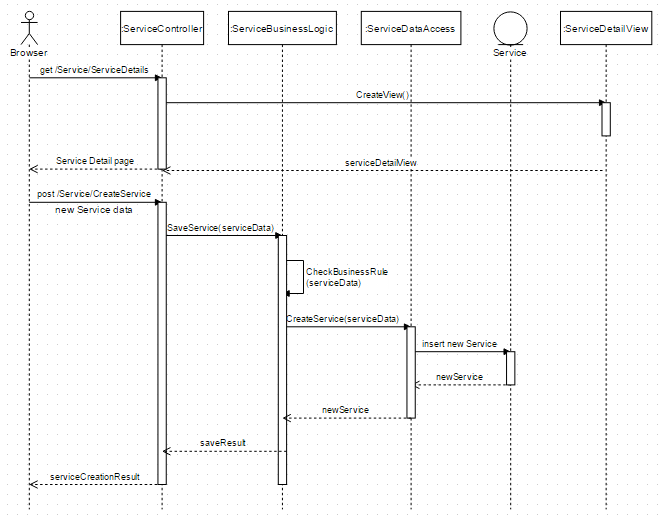 :ServiceController
:ServiceBusinessLogic
:ServiceDataAccess
:ServiceDetailView
Browser
Service
get /Service/ServiceDetails
CreateView()
Service Detail page
serviceDetailView
post /Service/CreateService
new Service data
SaveService(serviceData)
CheckBusinessRule
(serviceData)
CreateService(serviceData)
insert new Service
newService
newService
saveResult
serviceCreationResult